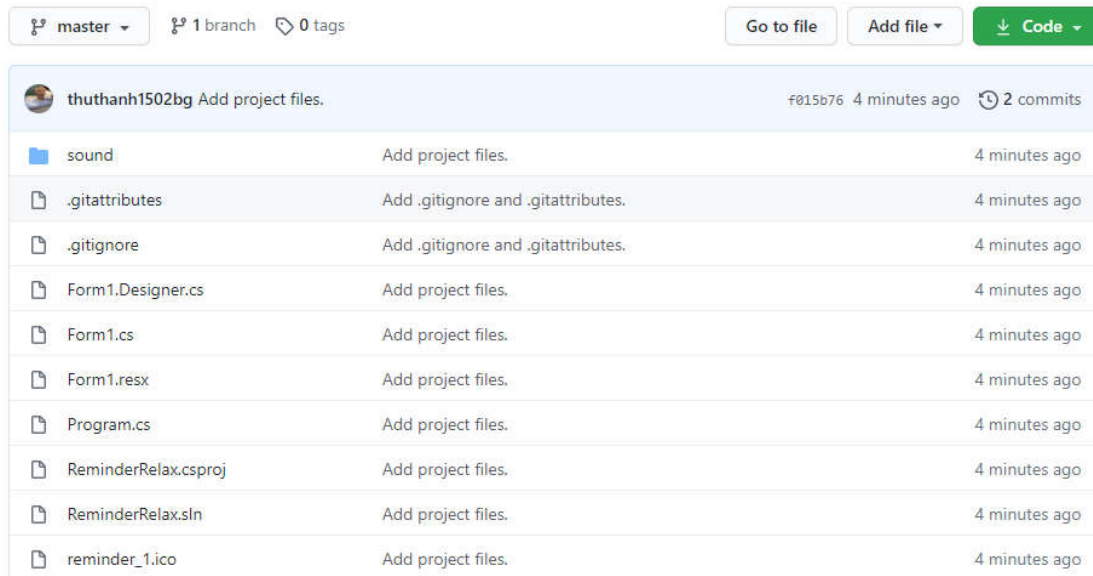 master 1 branch 0 tags Go to file Add file Code
thuthanh1502bg Add project files. f015b76 4 minutes ago 2 commits
sound Add project files. 4 minutes ago
.gitattributes Add .gitignore and .gitattributes. 4 minutes ago
.gitignore Add .gitignore and .gitattributes. 4 minutes ago
Form1.Designer.cs Add project files. 4 minutes ago
Form1.cs Add project files. 4 minutes ago
Form1.resx Add project files. 4 minutes ago
Program.cs Add project files. 4 minutes ago
ReminderRelax.csproj Add project files. 4 minutes ago
ReminderRelax.sln Add project files. 4 minutes ago
reminder_1.ico Add project files. 4 minutes ago